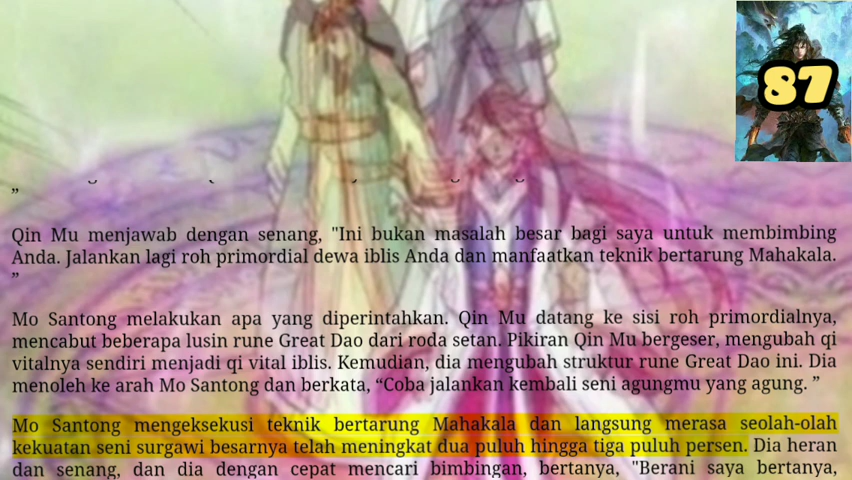 87
”
Qin Mu menjawab dengan senang, "Ini bukan masalah besar bagi saya untuk membimbing
Anda. Jalankan lagi roh primordial dewa iblis Anda dan manfaatkan teknik bertarung Mahakala.
”
Mo Santong melakukan apa yang diperintahkan. Qin Mu datang ke sisi roh primordialnya,
mencabut beberapa lusin rune Great Dao dari roda setan. Pikiran Qin Mu bergeser, mengubah qi
vitalnya sendiri menjadi qi vital iblis. Kemudian, dia mengubah struktur rune Great Dao ini. Dia
menoleh ke arah Mo Santong dan berkata, “Coba jalankan kembali seni agungmu yang agung. ”
Mo Santong mengeksekusi teknik bertarung Mahakala dan langsung merasa seolah-olah
kekuatan seni surgawi besarnya telah meningkat dua puluh hingga tiga puluh persen. Dia heran
dan senang, dan dia dengan cepat mencari bimbingan, bertanya, "Berani saya bertanya,